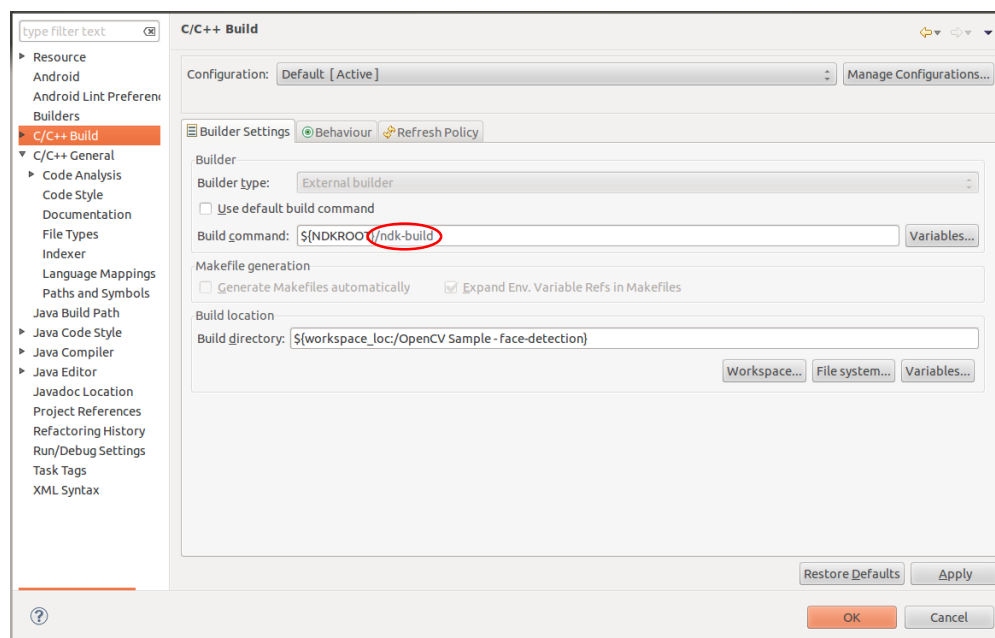 type filter text
Resource
Android
Android Lint Preferen
Builders
C/C++ Build
C/C++ General
Code Analysis
Code Style
Documentation
File Types
Indexer
Language Mappings
Paths and Symbols
Java Build Path
Java Code Style
Java Compiler
Java Editor
Javadoc Location
Project References
Refactoring History
Run/Debug Settings
Task Tags
XML Syntax
C/C++ Build
Configuration: Default [ Active ] Manage Configurations...
Builder Settings Behaviour Refresh Policy
Builder
Builder type: External builder
Use default build command
Build command: ${NDKROOT}/ndk-build Variables...
Makefile generation
Generate Makefiles automatically Expand Env. Variable Refs in Makefiles
Build location
Build directory: ${workspace_loc:/OpenCV Sample - face-detection}
Workspace... File system... Variables...
Restore Defaults Apply
? OK Cancel